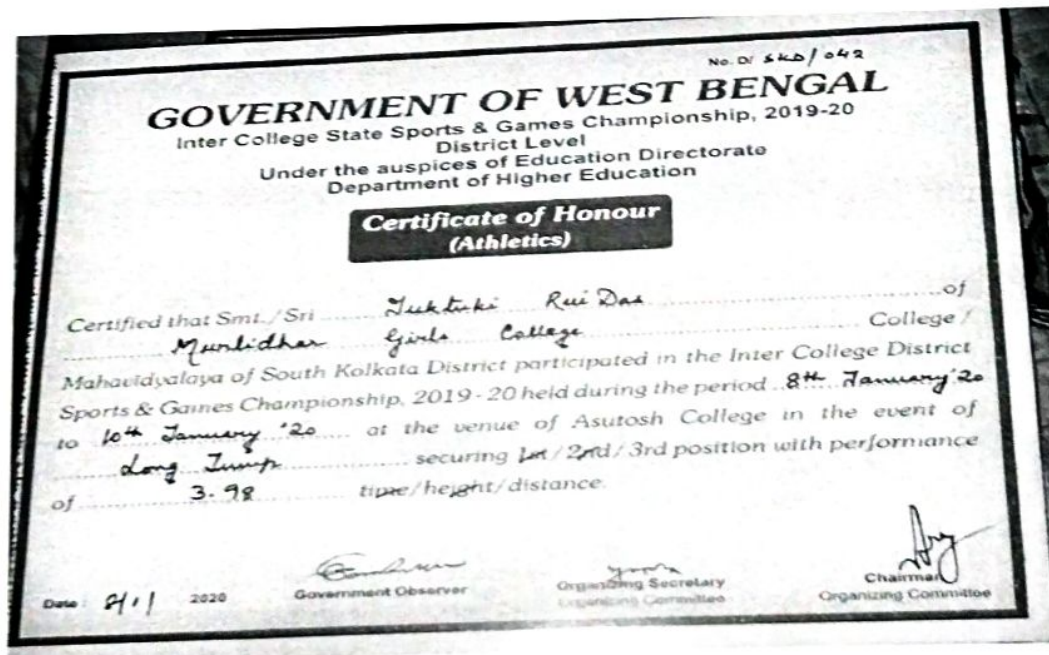 No. D/ SKD/042
GOVERNMENT OF WEST BENGAL
Inter College State Sports & Games Championship, 2019-20
District Level
Under the auspices of Education Directorate
Department of Higher Education
Certificate of Honour
(Athletics)
Certified that Smt./Sri Tuktuki Rui Das of
Murlidhar Girls College College /
Mahavidyalaya of South Kolkata District participated in the Inter College District
Sports & Games Championship, 2019-20 held during the period 8th January'20
to 10th January '20 at the venue of Asutosh College in the event of
Long Jump securing 1st/2nd/3rd position with performance
of 3.98 time/height/distance.
Government Observer
Organizing Secretary
Organizing Committee
Chairman
Organizing Committee
Date : 2020